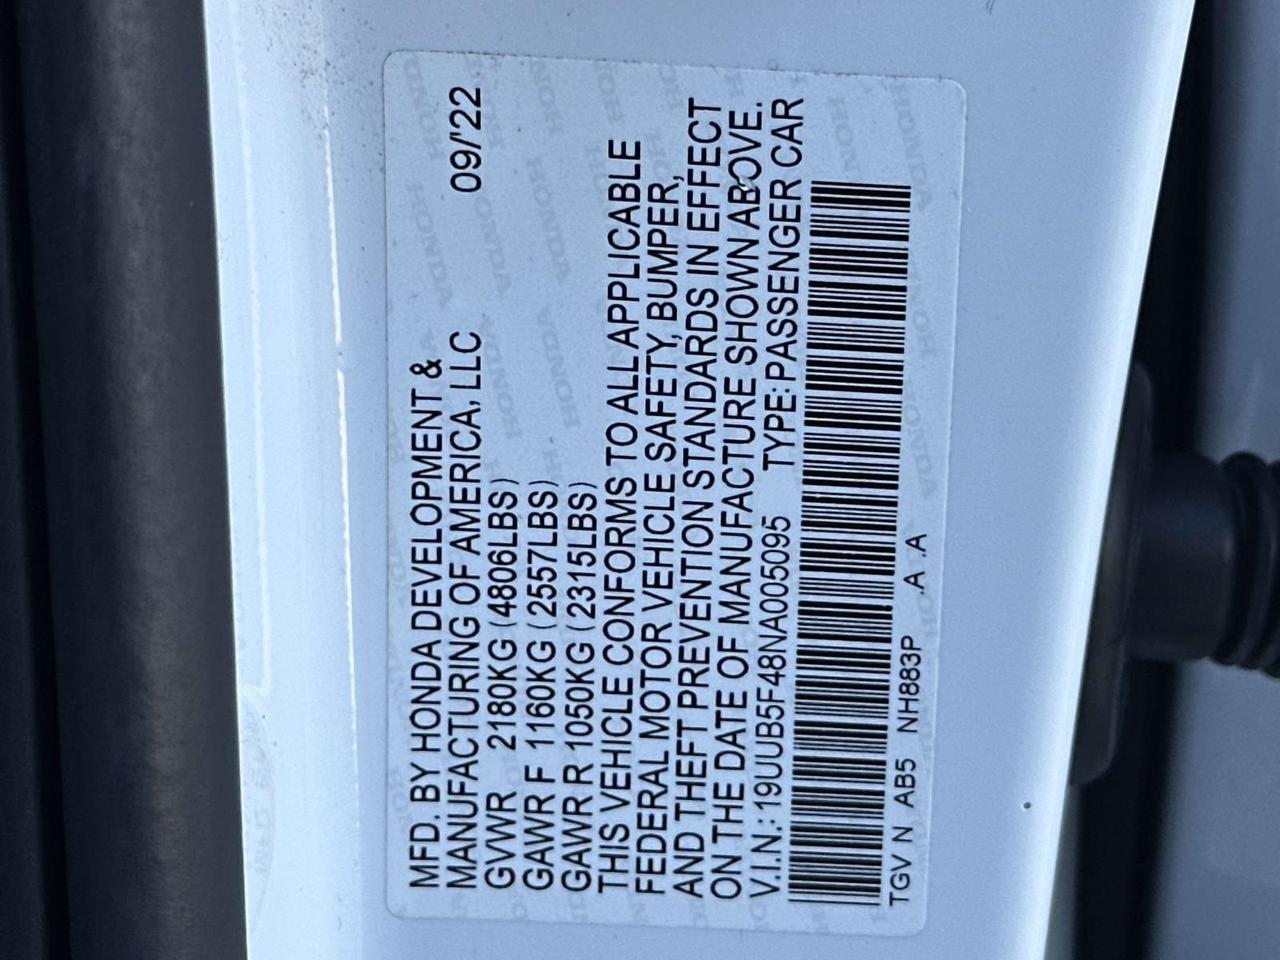 MFD. BY HONDA DEVELOPMENT &
MANUFACTURING OF AMERICA, LLC 09/'22
GVWR 2180KG (4806LBS)
GAWR F 1160KG (2557LBS)
GAWR R 1050KG (2315LBS)
THIS VEHICLE CONFORMS TO ALL APPLICABLE
FEDERAL MOTOR VEHICLE SAFETY, BUMPER,
AND THEFT PREVENTION STANDARDS IN EFFECT
ON THE DATE OF MANUFACTURE SHOWN ABOVE.
V.I.N.: 19UUB5F48NA005095 TYPE: PASSENGER CAR
TGV N AB5 NH883P .A .A